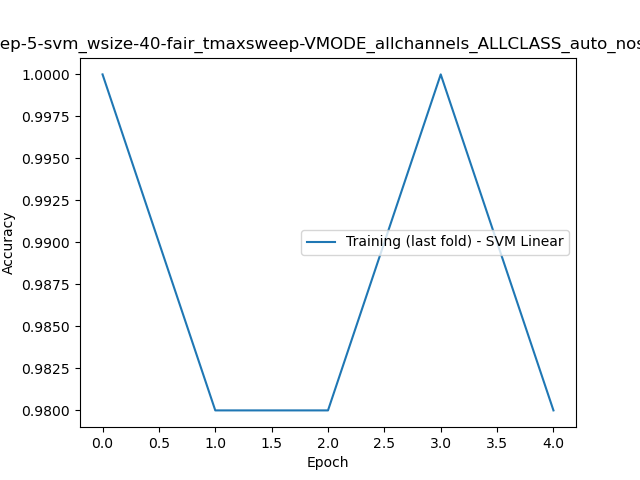 ep-5-svm_wsize-40-fair_tmaxsweep-VMODE_allchannels_ALLCLASS_auto_nos
1.0000
0.9975
0.9950
0.9925
0.9900
0.9875
0.9850
0.9825
0.9800
Accuracy
Training (last fold) - SVM Linear
0.0 0.5 1.0 1.5 2.0 2.5 3.0 3.5 4.0
Epoch